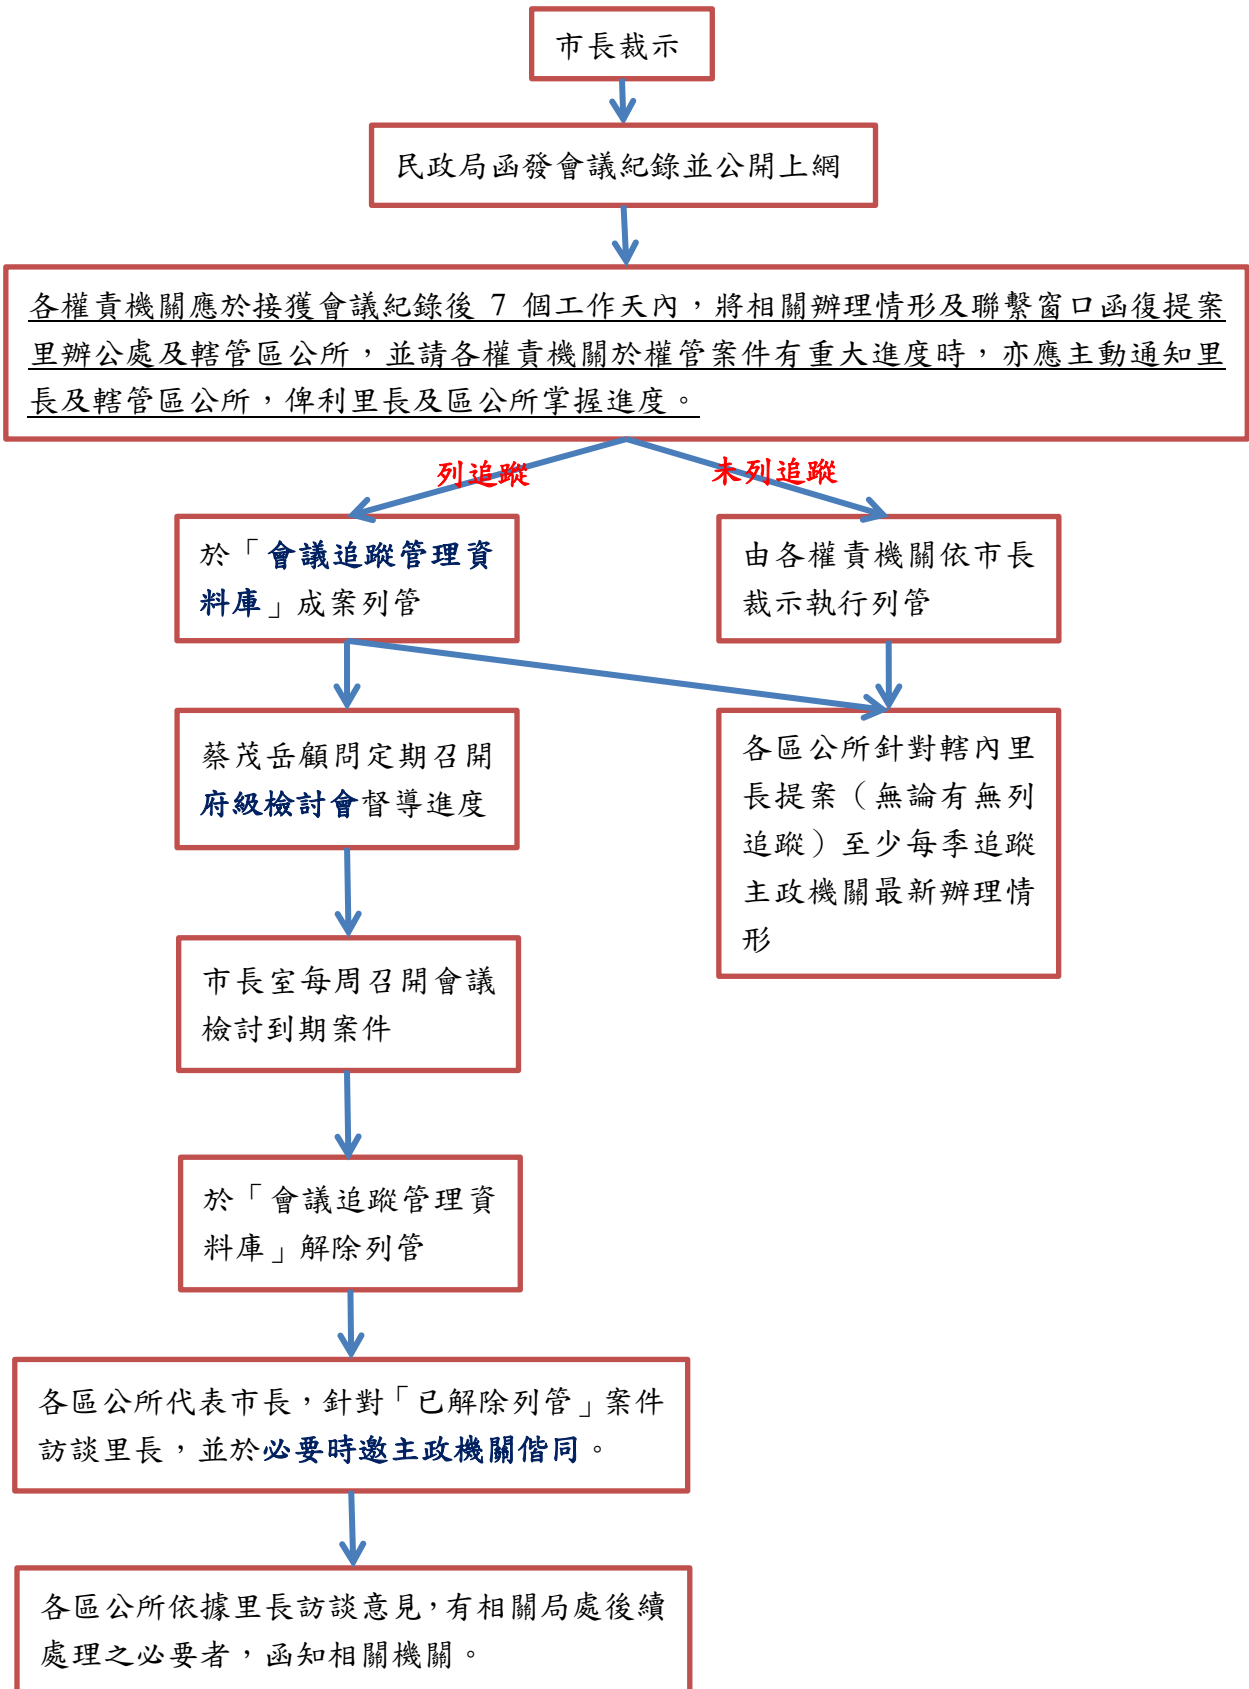 市長裁示
民政局函發會議紀錄並公開上網
各權責機關應於接獲會議紀錄後 7 個工作天內，將相關辦理情形及聯繫窗口函復提案
里辦公處及轄管區公所，並請各權責機關於權管案件有重大進度時，亦應主動通知里
長及轄管區公所，俾利里長及區公所掌握進度。
列追蹤
未列追蹤
於「會議追蹤管理資
料庫」成案列管
由各權責機關依市長
裁示執行列管
蔡茂岳顧問定期召開
府級檢討會督導進度
各區公所針對轄內里
長提案（無論有無列
追蹤）至少每季追蹤
主政機關最新辦理情
形
市長室每周召開會議
檢討到期案件
於「會議追蹤管理資
料庫」解除列管
各區公所代表市長，針對「已解除列管」案件
訪談里長，並於必要時邀主政機關偕同。
各區公所依據里長訪談意見，有相關局處後續
處理之必要者，函知相關機關。